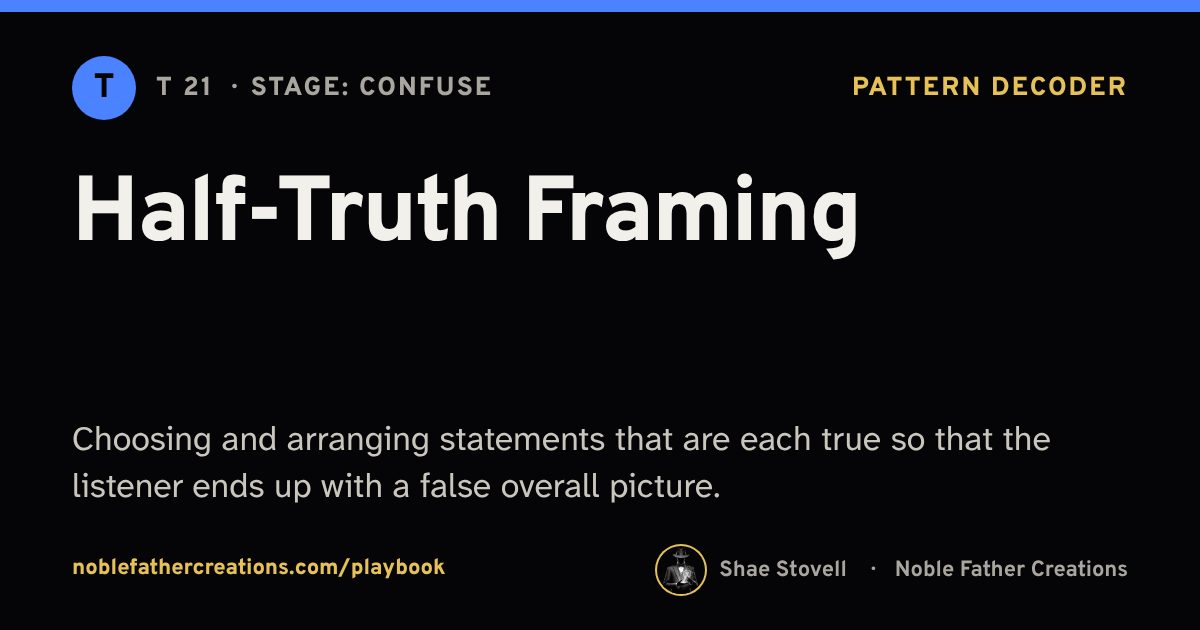 T
T 21 · STAGE: CONFUSE
PATTERN DECODER
Half-Truth Framing
Choosing and arranging statements that are each true so that the
listener ends up with a false overall picture.
noblefathercreations.com/playbook
Shae Stovell · Noble Father Creations